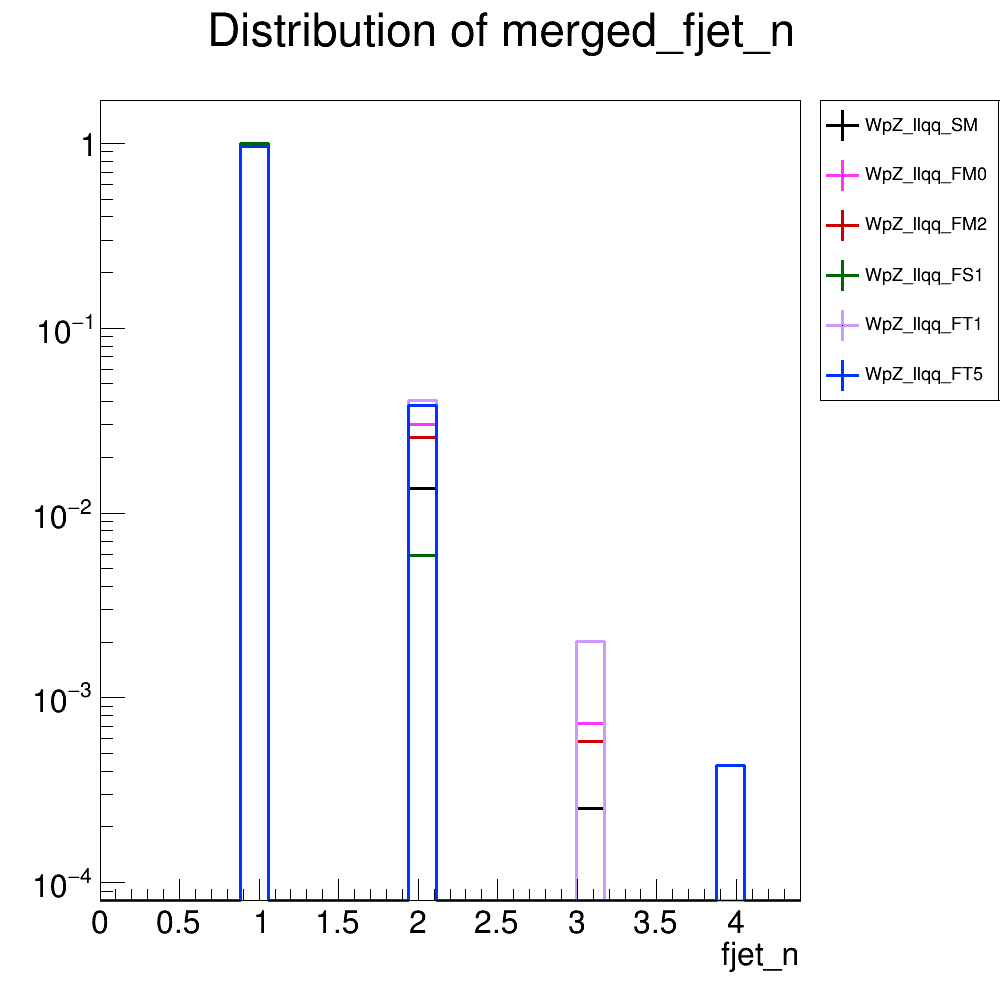 Distribution of merged_fjet_n
1
10⁻¹
10⁻²
10⁻³
10⁻⁴
0 0.5 1 1.5 2 2.5 3 3.5 4
fjet_n
WpZ_llqq_SM
WpZ_llqq_FM0
WpZ_llqq_FM2
WpZ_llqq_FS1
WpZ_llqq_FT1
WpZ_llqq_FT5